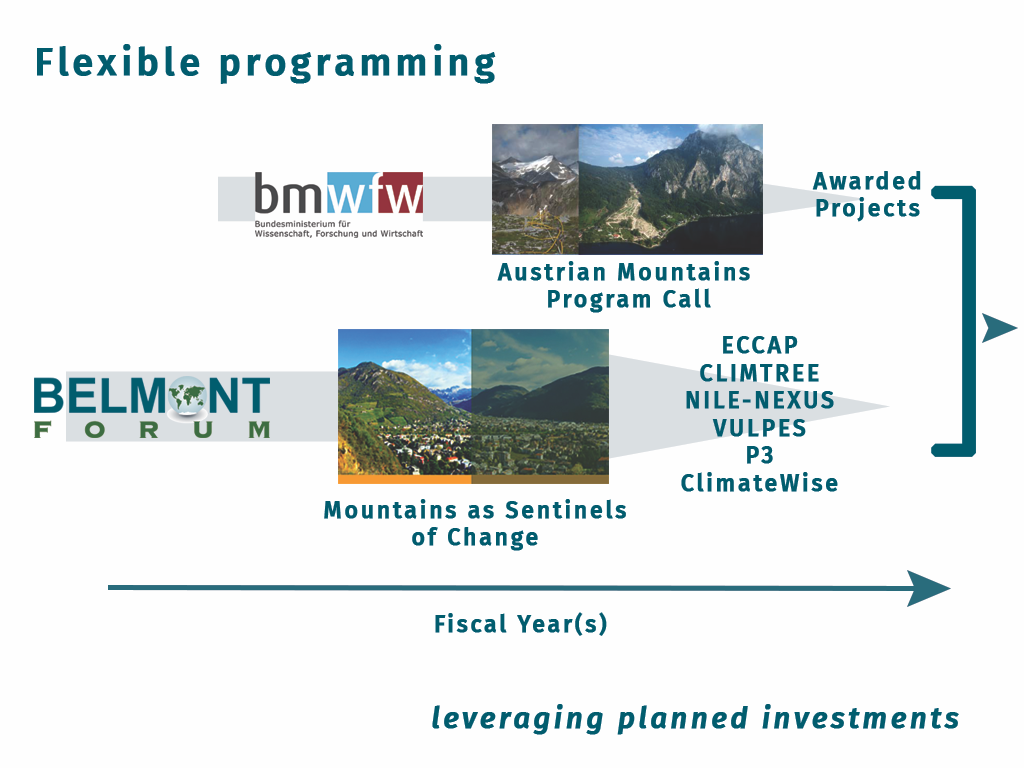 Flexible programming
bmwfw
Bundesministerium für
Wissenschaft, Forschung und Wirtschaft
Austrian Mountains
Program Call
Awarded
Projects
BELMONT
FORUM
Mountains as Sentinels
of Change
ECCAP
CLIMTREE
NILE-NEXUS
VULPES
P3
ClimateWise
Fiscal Year(s)
leveraging planned investments